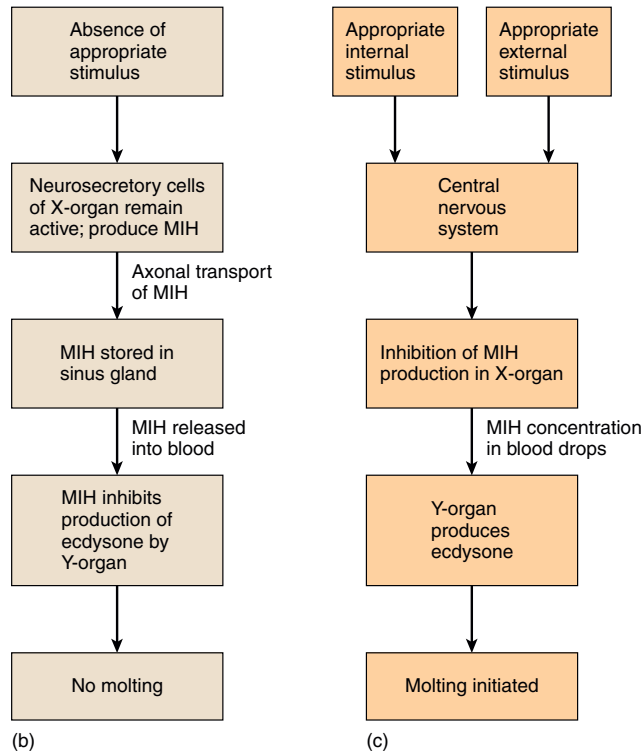 Absence of
appropriate
stimulus
Neurosecretory cells
of X-organ remain
active; produce MIH
Axonal transport
of MIH
MIH stored in
sinus gland
MIH released
into blood
MIH inhibits
production of
ecdysone by
Y-organ
No molting
(b)
Appropriate
internal
stimulus
Appropriate
external
stimulus
Central
nervous
system
Inhibition of MIH
production in X-organ
MIH concentration
in blood drops
Y-organ
produces
ecdysone
Molting initiated
(c)